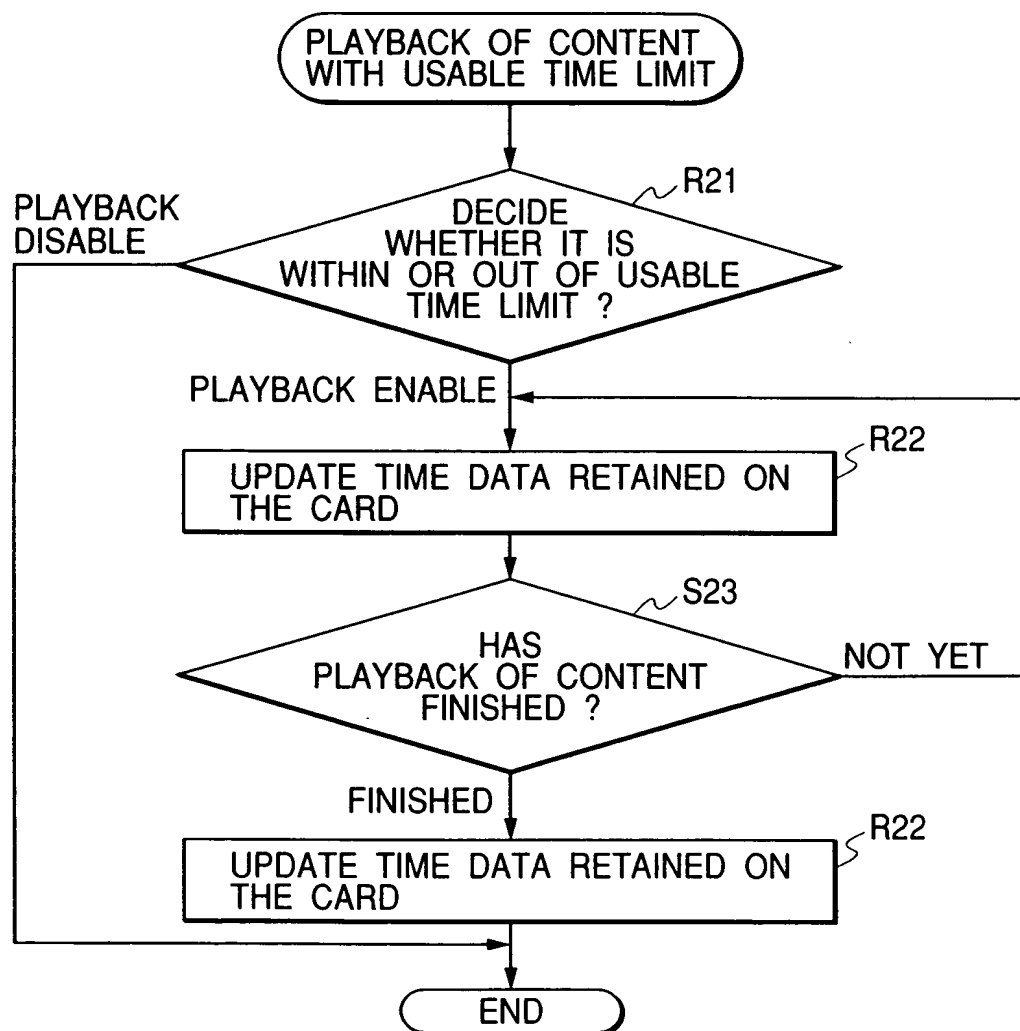 PLAYBACK OF CONTENT
WITH USABLE TIME LIMIT
R21
PLAYBACK
DISABLE
DECIDE
WHETHER IT IS
WITHIN OR OUT OF USABLE
TIME LIMIT ?
PLAYBACK ENABLE
R22
UPDATE TIME DATA RETAINED ON
THE CARD
S23
HAS
PLAYBACK OF CONTENT
FINISHED ?
NOT YET
FINISHED
R22
UPDATE TIME DATA RETAINED ON
THE CARD
END